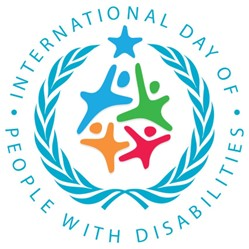 • INTERNATIONAL DAY OF •
PEOPLE WITH DISABILITIES